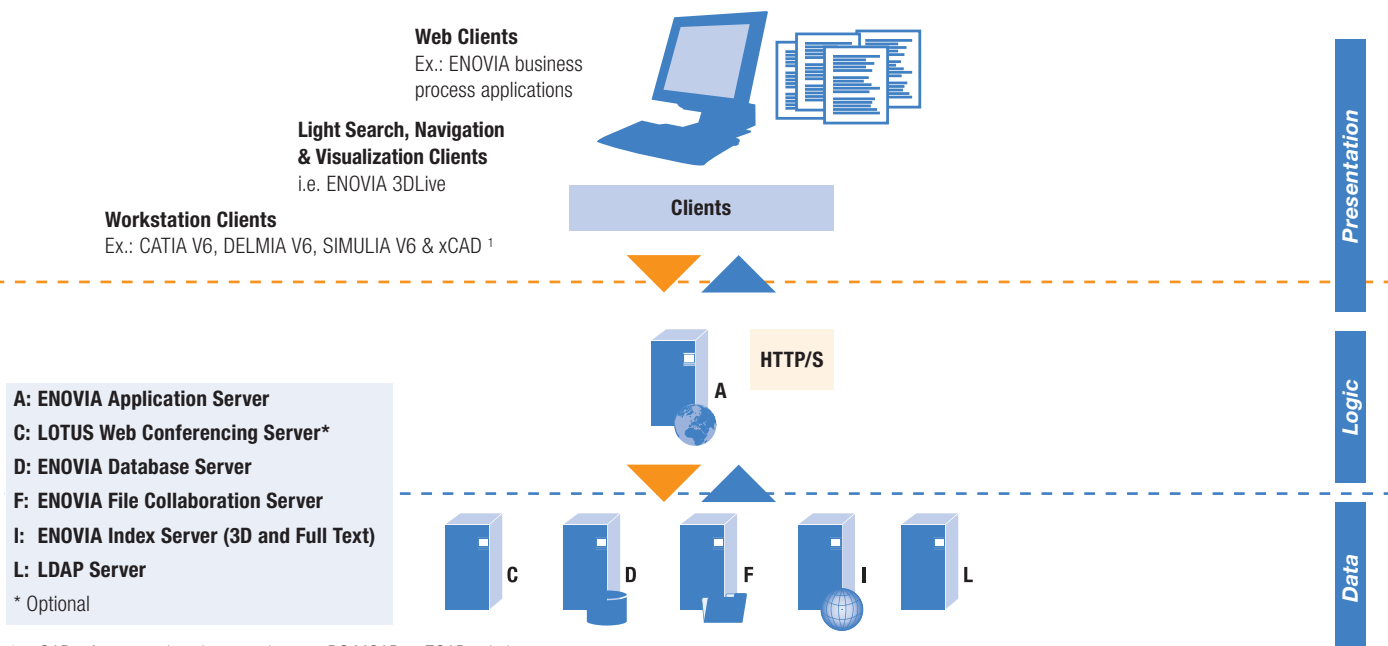 Web Clients
Ex.: ENOVIA business
process applications
Light Search, Navigation
& Visualization Clients
i.e. ENOVIA 3DLive
Workstation Clients
Ex.: CATIA V6, DELMIA V6, SIMULIA V6 & xCAD ¹
Clients
Presentation
HTTP/S
A
Logic
A: ENOVIA Application Server
C: LOTUS Web Conferencing Server*
D: ENOVIA Database Server
F: ENOVIA File Collaboration Server
I: ENOVIA Index Server (3D and Full Text)
L: LDAP Server
* Optional
C
D
F
I
L
Data